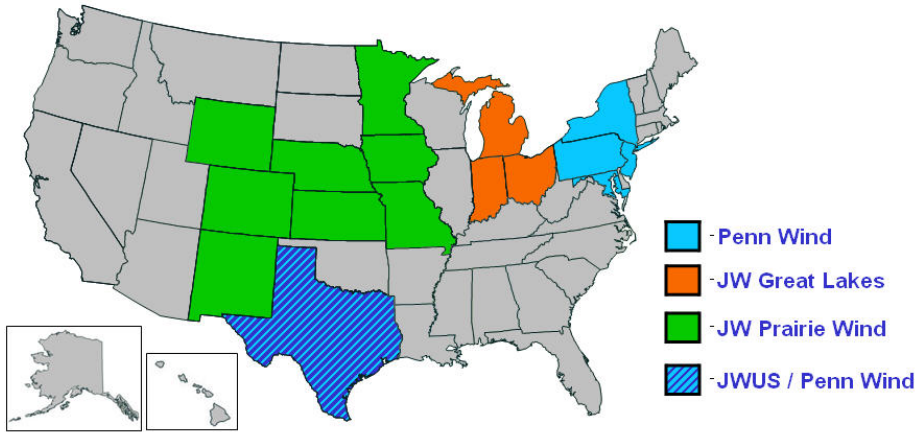 - Penn Wind
- JW Great Lakes
- JW Prairie Wind
- JWUS / Penn Wind